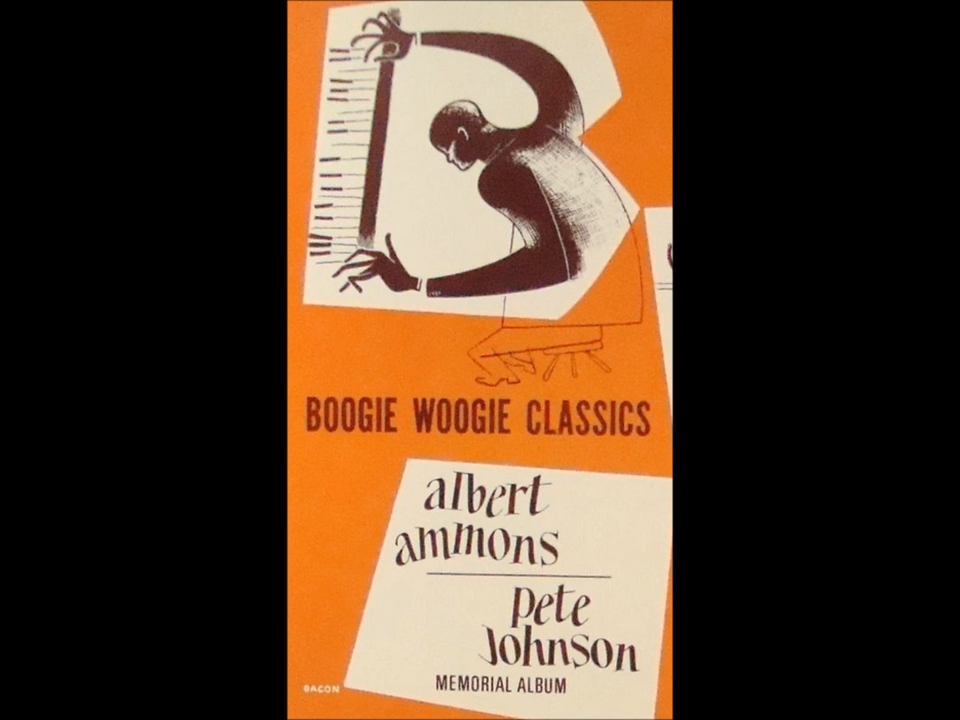 BOOGIE WOOGIE CLASSICS
albert
ammons
pete
Johnson
MEMORIAL ALBUM
BACON